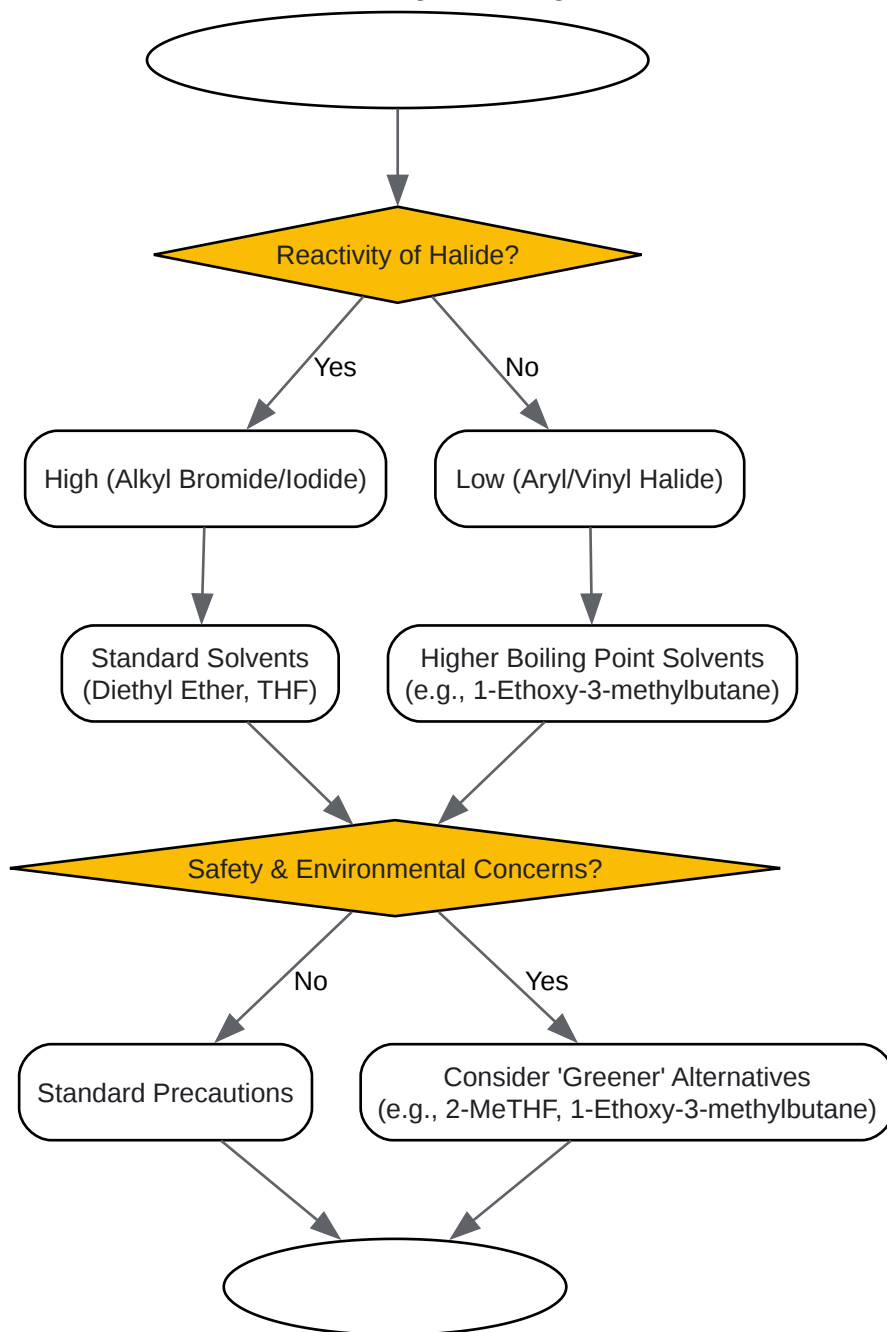 Reactivity of Halide?
Yes
No
High (Alkyl Bromide/Iodide)
Low (Aryl/Vinyl Halide)
Standard Solvents
(Diethyl Ether, THF)
Higher Boiling Point Solvents
(e.g., 1-Ethoxy-3-methylbutane)
Safety & Environmental Concerns?
No
Yes
Standard Precautions
Consider 'Greener' Alternatives
(e.g., 2-MeTHF, 1-Ethoxy-3-methylbutane)